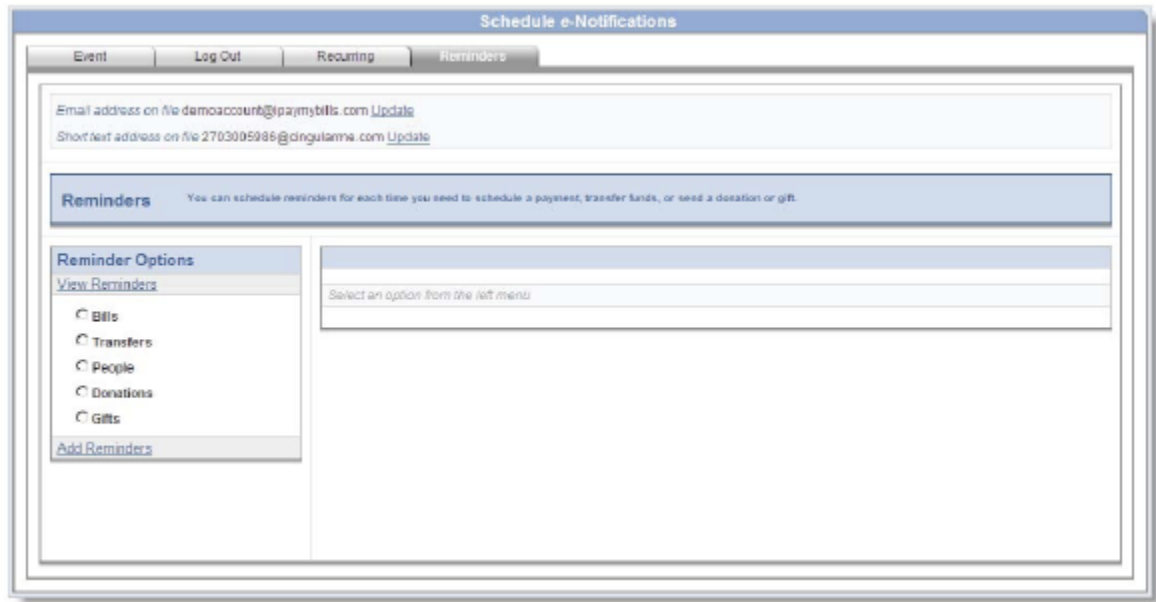 Schedule e-Notifications
Event Log Out Recurring Reminders
Email address on file demoaccount@ipaymybills.com Update
Short text address on file 2703005986@cingularme.com Update
Reminders You can schedule reminders for each time you need to schedule a payment, transfer funds, or send a donation or gift.
Reminder Options
View Reminders
Select an option from the left menu
Bills
Transfers
People
Donations
Gifts
Add Reminders